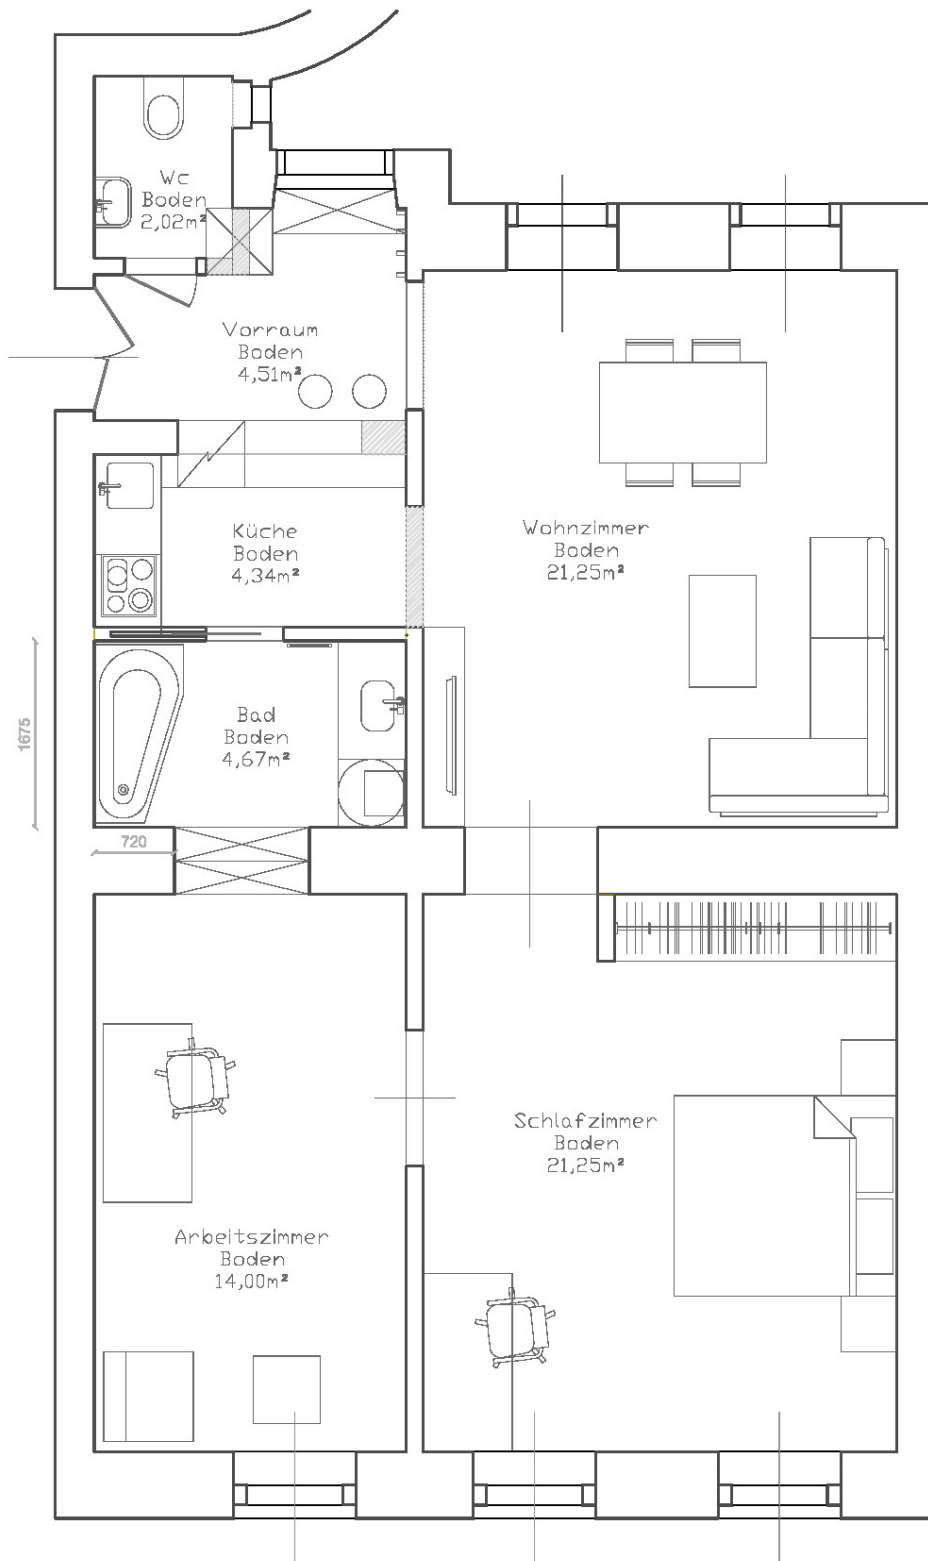 Wc
Boden
2,02m²
Vorraum
Boden
4,51m²
Küche
Boden
4,34m²
Wohnzimmer
Boden
21,25m²
1675
Bad
Boden
4,67m²
720
Schlafzimmer
Boden
21,25m²
Arbeitszimmer
Boden
14,00m²